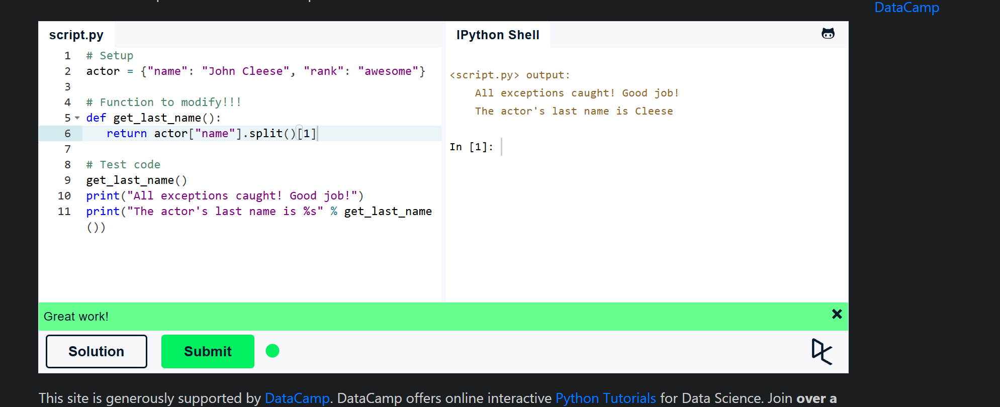 DataCamp
script.py
1 # Setup
2 actor = {"name": "John Cleese", "rank": "awesome"}
3
4 # Function to modify!!!
5 def get_last_name():
6    return actor["name"].split()[1]
7
8 # Test code
9 get_last_name()
10 print("All exceptions caught! Good job!")
11 print("The actor's last name is %s" % get_last_name
())
IPython Shell
<script.py> output:
    All exceptions caught! Good job!
    The actor's last name is Cleese
In [1]:
Great work!
Solution Submit
This site is generously supported by DataCamp. DataCamp offers online interactive Python Tutorials for Data Science. Join over a